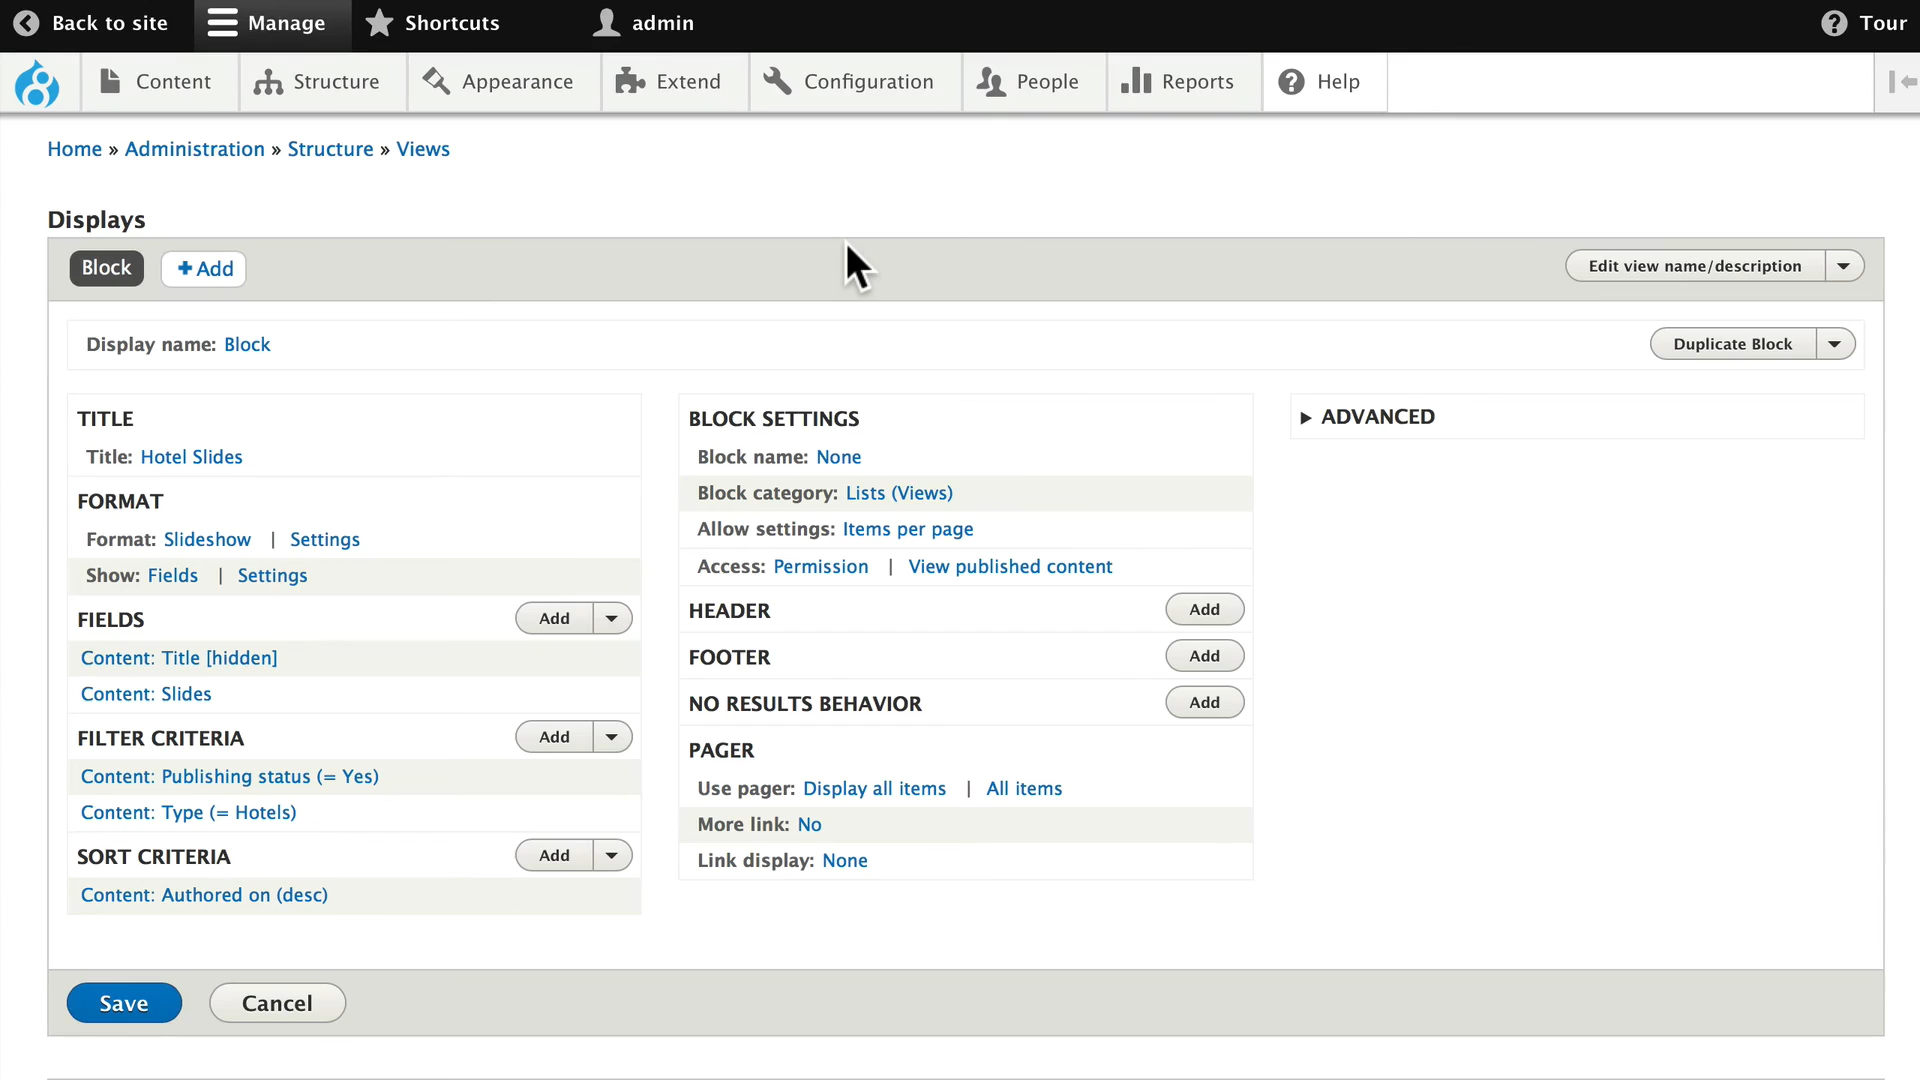 Back to site Manage Shortcuts admin Tour
Content Structure Appearance Extend Configuration People Reports Help
Home » Administration » Structure » Views
Displays
Block + Add Edit view name/description
Display name: Block Duplicate Block
TITLE
Title: Hotel Slides
FORMAT
Format: Slideshow | Settings
Show: Fields | Settings
FIELDS Add
Content: Title [hidden]
Content: Slides
FILTER CRITERIA Add
Content: Publishing status (= Yes)
Content: Type (= Hotels)
SORT CRITERIA Add
Content: Authored on (desc)
BLOCK SETTINGS
Block name: None
Block category: Lists (Views)
Allow settings: Items per page
Access: Permission | View published content
HEADER Add
FOOTER Add
NO RESULTS BEHAVIOR Add
PAGER
Use pager: Display all items | All items
More link: No
Link display: None
ADVANCED
Save Cancel